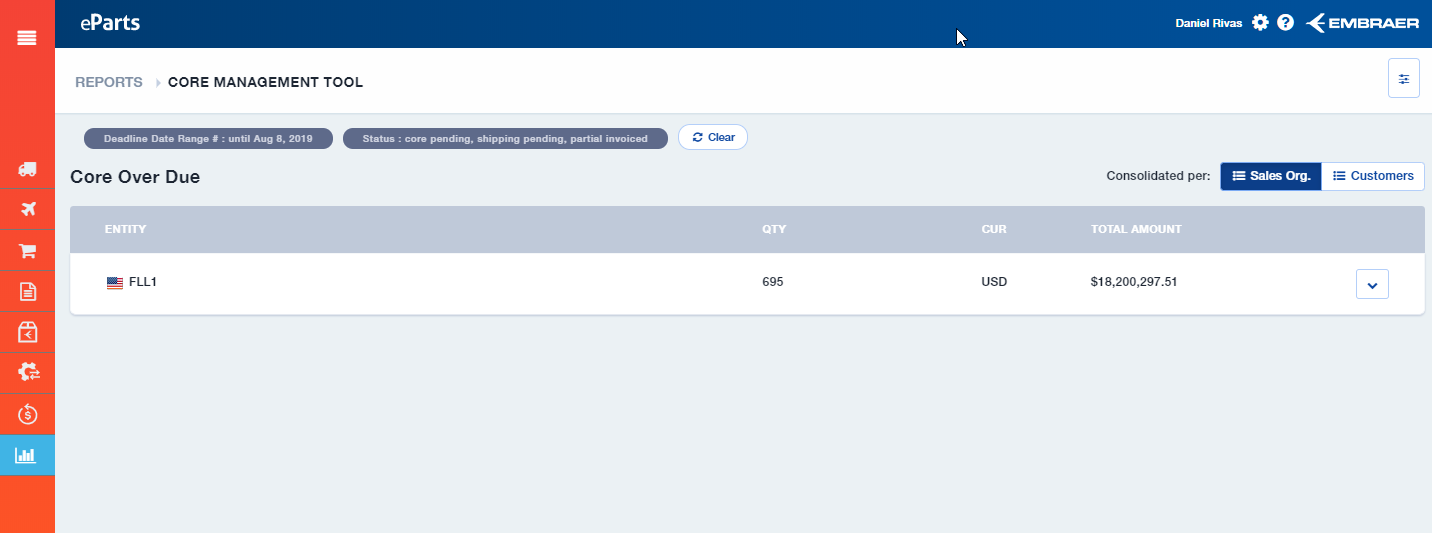 eParts
Daniel Rivas
EMBRAER
REPORTS CORE MANAGEMENT TOOL
Deadline Date Range # : until Aug 8, 2019
Status : core pending, shipping pending, partial invoiced
Clear
Core Over Due
Consolidated per:
Sales Org.
Customers
ENTITY QTY CUR TOTAL AMOUNT
FLL1 695 USD $18,200,297.51